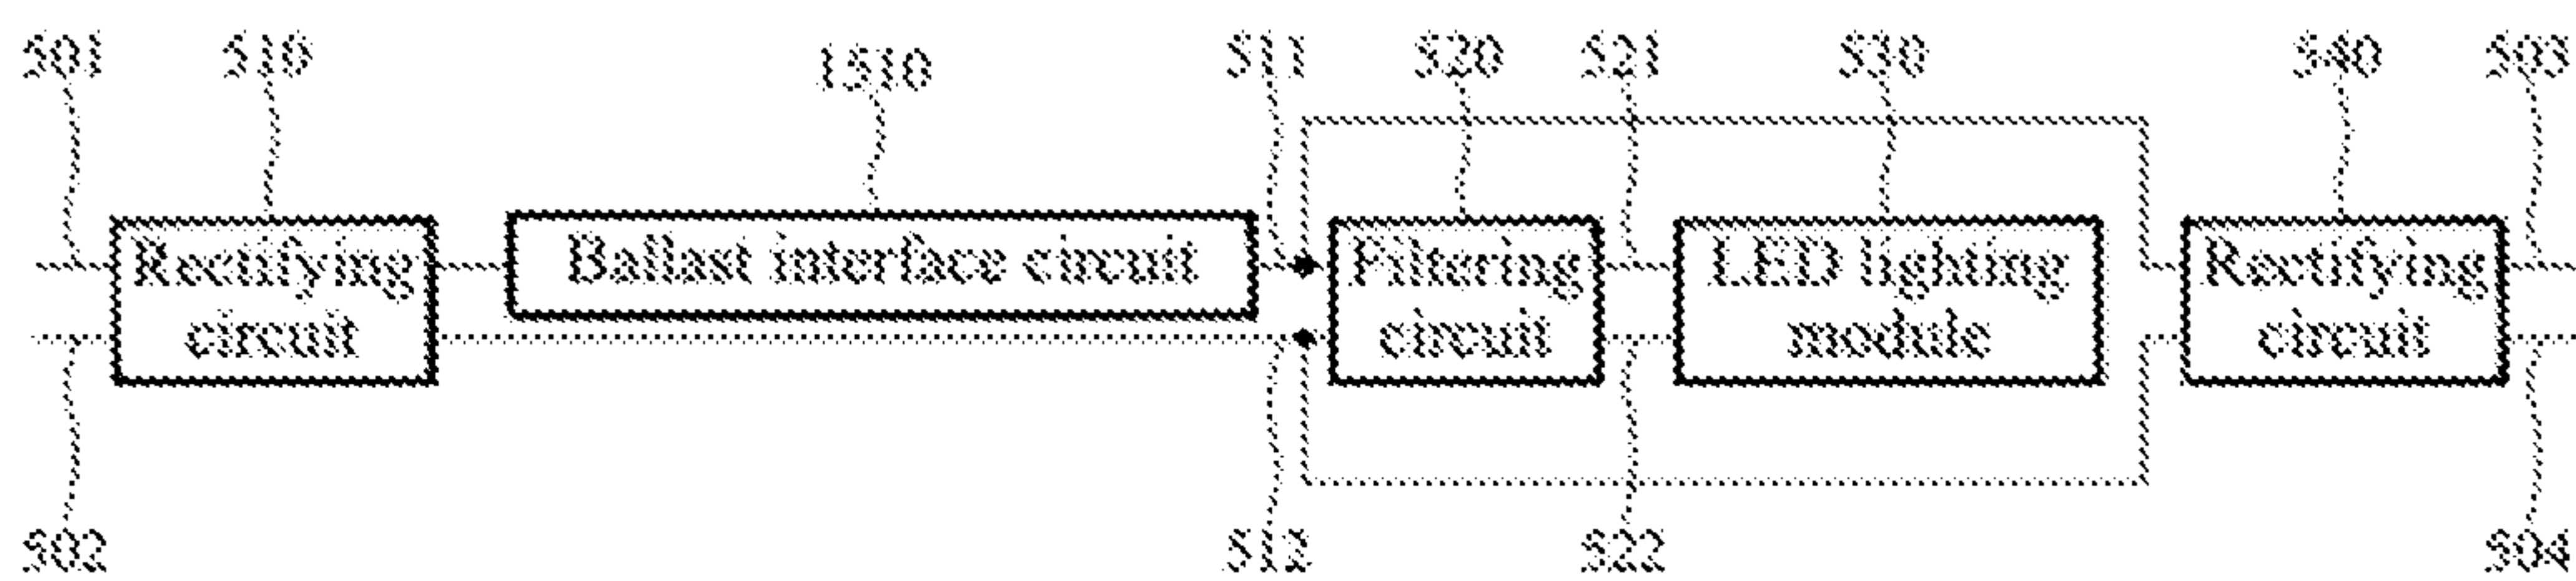 501 510 1510 511 520 521 530 540 503
Rectifying circuit
Ballast interface circuit
Filtering circuit
LED lighting module
Rectifying circuit
502 512 522 504